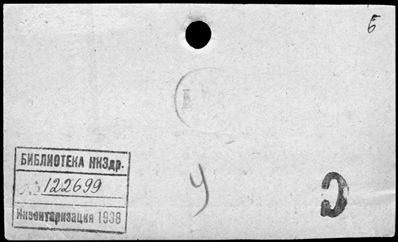 Б
БИБЛИОТЕКА НКЗдр.
№ 122699
Инвентаризация 1938
У
С